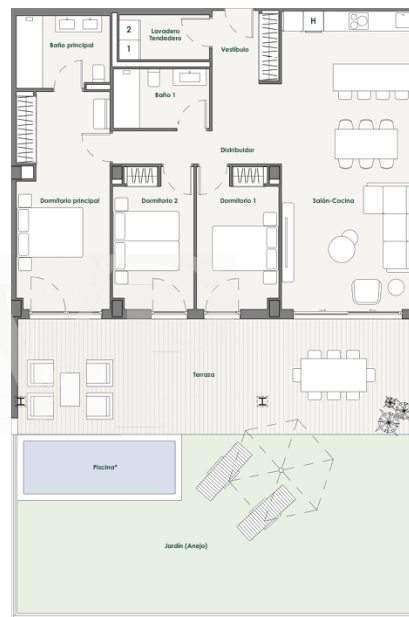 Baño principal
2
1
Lavadero
Tendedero
Vestíbulo
H
Baño 1
Distribuidor
Dormitorio principal
Dormitorio 2
Dormitorio 1
Salón-Cocina
Terraza
Piscina*
Jardín (Anejo)